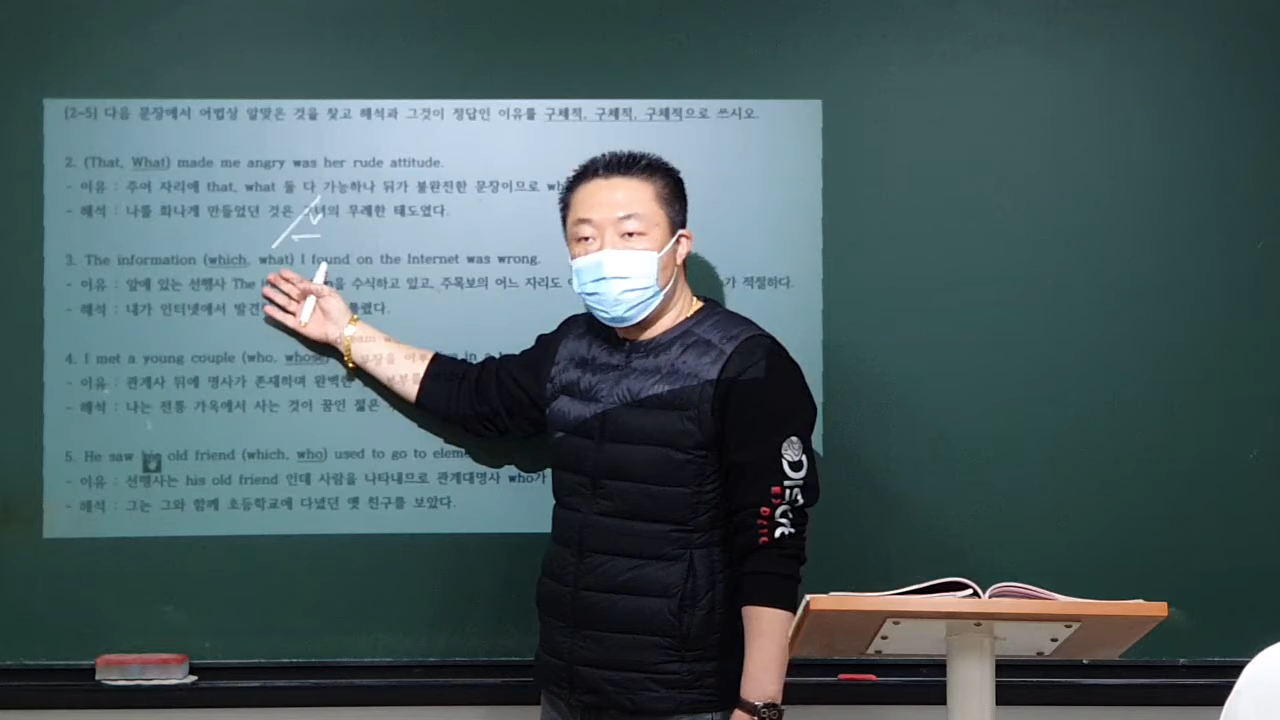 [2-5] 다음 문장에서 어법상 알맞은 것을 찾고 해석과 그것이 정답인 이유를 구체적, 구체적, 구체적으로 쓰시오.
2. (That, What) made me angry was her rude attitude.
- 이유 : 주어 자리에 that, what 둘 다 가능하나 뒤가 불완전한 문장이므로
- 해석 : 나를 화나게 만들었던 것은 그녀의 무례한 태도였다.
3. The information (which, what) I found on the Internet was wrong.
- 이유 : 앞에 있는 선행사 The 을 수식하고 있고, 주목보의 어느 자리도 가 적절하다.
- 해석 : 내가 인터넷에서 틀렸다.
4. I met a young couple (who, whose) in a
- 이유 : 관계사 뒤에 명사가 존재하며 완벽한
- 해석 : 나는 전통 가옥에서 사는 것이 꿈인 젊은
5. He saw his old friend (which, who) used to go to
- 이유 : 선행사는 his old friend 인데 사람을 나타내므로 관계대명사 who가
- 해석 : 그는 그와 함께 초등학교에 다녔던 옛 친구를 보았다.